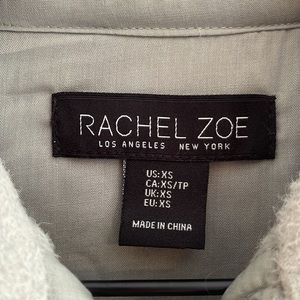 RACHEL ZOE
LOS ANGELES NEW YORK
US:XS
CA:XS/TP
UK:XS
EU:XS
MADE IN CHINA